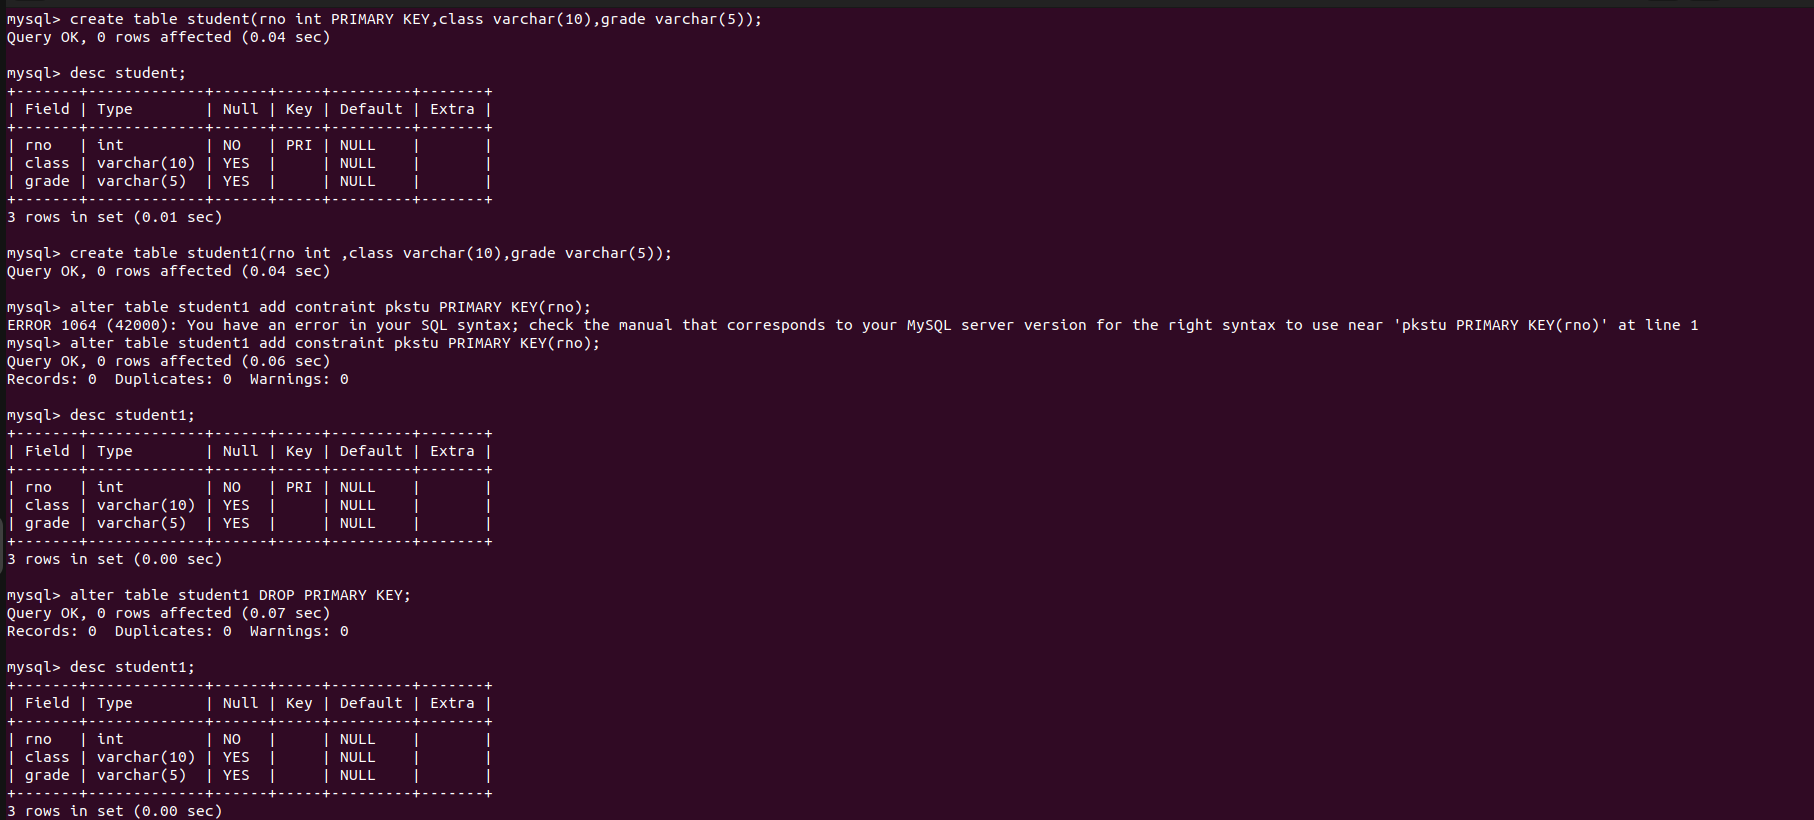 mysql> create table student(rno int PRIMARY KEY,class varchar(10),grade varchar(5));
Query OK, 0 rows affected (0.04 sec)

mysql> desc student;
+-------+-------------+------+-----+---------+-------+
| Field | Type        | Null | Key | Default | Extra |
+-------+-------------+------+-----+---------+-------+
| rno   | int         | NO   | PRI | NULL    |       |
| class | varchar(10) | YES  |     | NULL    |       |
| grade | varchar(5)  | YES  |     | NULL    |       |
+-------+-------------+------+-----+---------+-------+
3 rows in set (0.01 sec)

mysql> create table student1(rno int ,class varchar(10),grade varchar(5));
Query OK, 0 rows affected (0.04 sec)

mysql> alter table student1 add contraint pkstu PRIMARY KEY(rno);
ERROR 1064 (42000): You have an error in your SQL syntax; check the manual that corresponds to your MySQL server version for the right syntax to use near 'pkstu PRIMARY KEY(rno)' at line 1
mysql> alter table student1 add constraint pkstu PRIMARY KEY(rno);
Query OK, 0 rows affected (0.06 sec)
Records: 0  Duplicates: 0  Warnings: 0

mysql> desc student1;
+-------+-------------+------+-----+---------+-------+
| Field | Type        | Null | Key | Default | Extra |
+-------+-------------+------+-----+---------+-------+
| rno   | int         | NO   | PRI | NULL    |       |
| class | varchar(10) | YES  |     | NULL    |       |
| grade | varchar(5)  | YES  |     | NULL    |       |
+-------+-------------+------+-----+---------+-------+
3 rows in set (0.00 sec)

mysql> alter table student1 DROP PRIMARY KEY;
Query OK, 0 rows affected (0.07 sec)
Records: 0  Duplicates: 0  Warnings: 0

mysql> desc student1;
+-------+-------------+------+-----+---------+-------+
| Field | Type        | Null | Key | Default | Extra |
+-------+-------------+------+-----+---------+-------+
| rno   | int         | NO   |     | NULL    |       |
| class | varchar(10) | YES  |     | NULL    |       |
| grade | varchar(5)  | YES  |     | NULL    |       |
+-------+-------------+------+-----+---------+-------+
3 rows in set (0.00 sec)